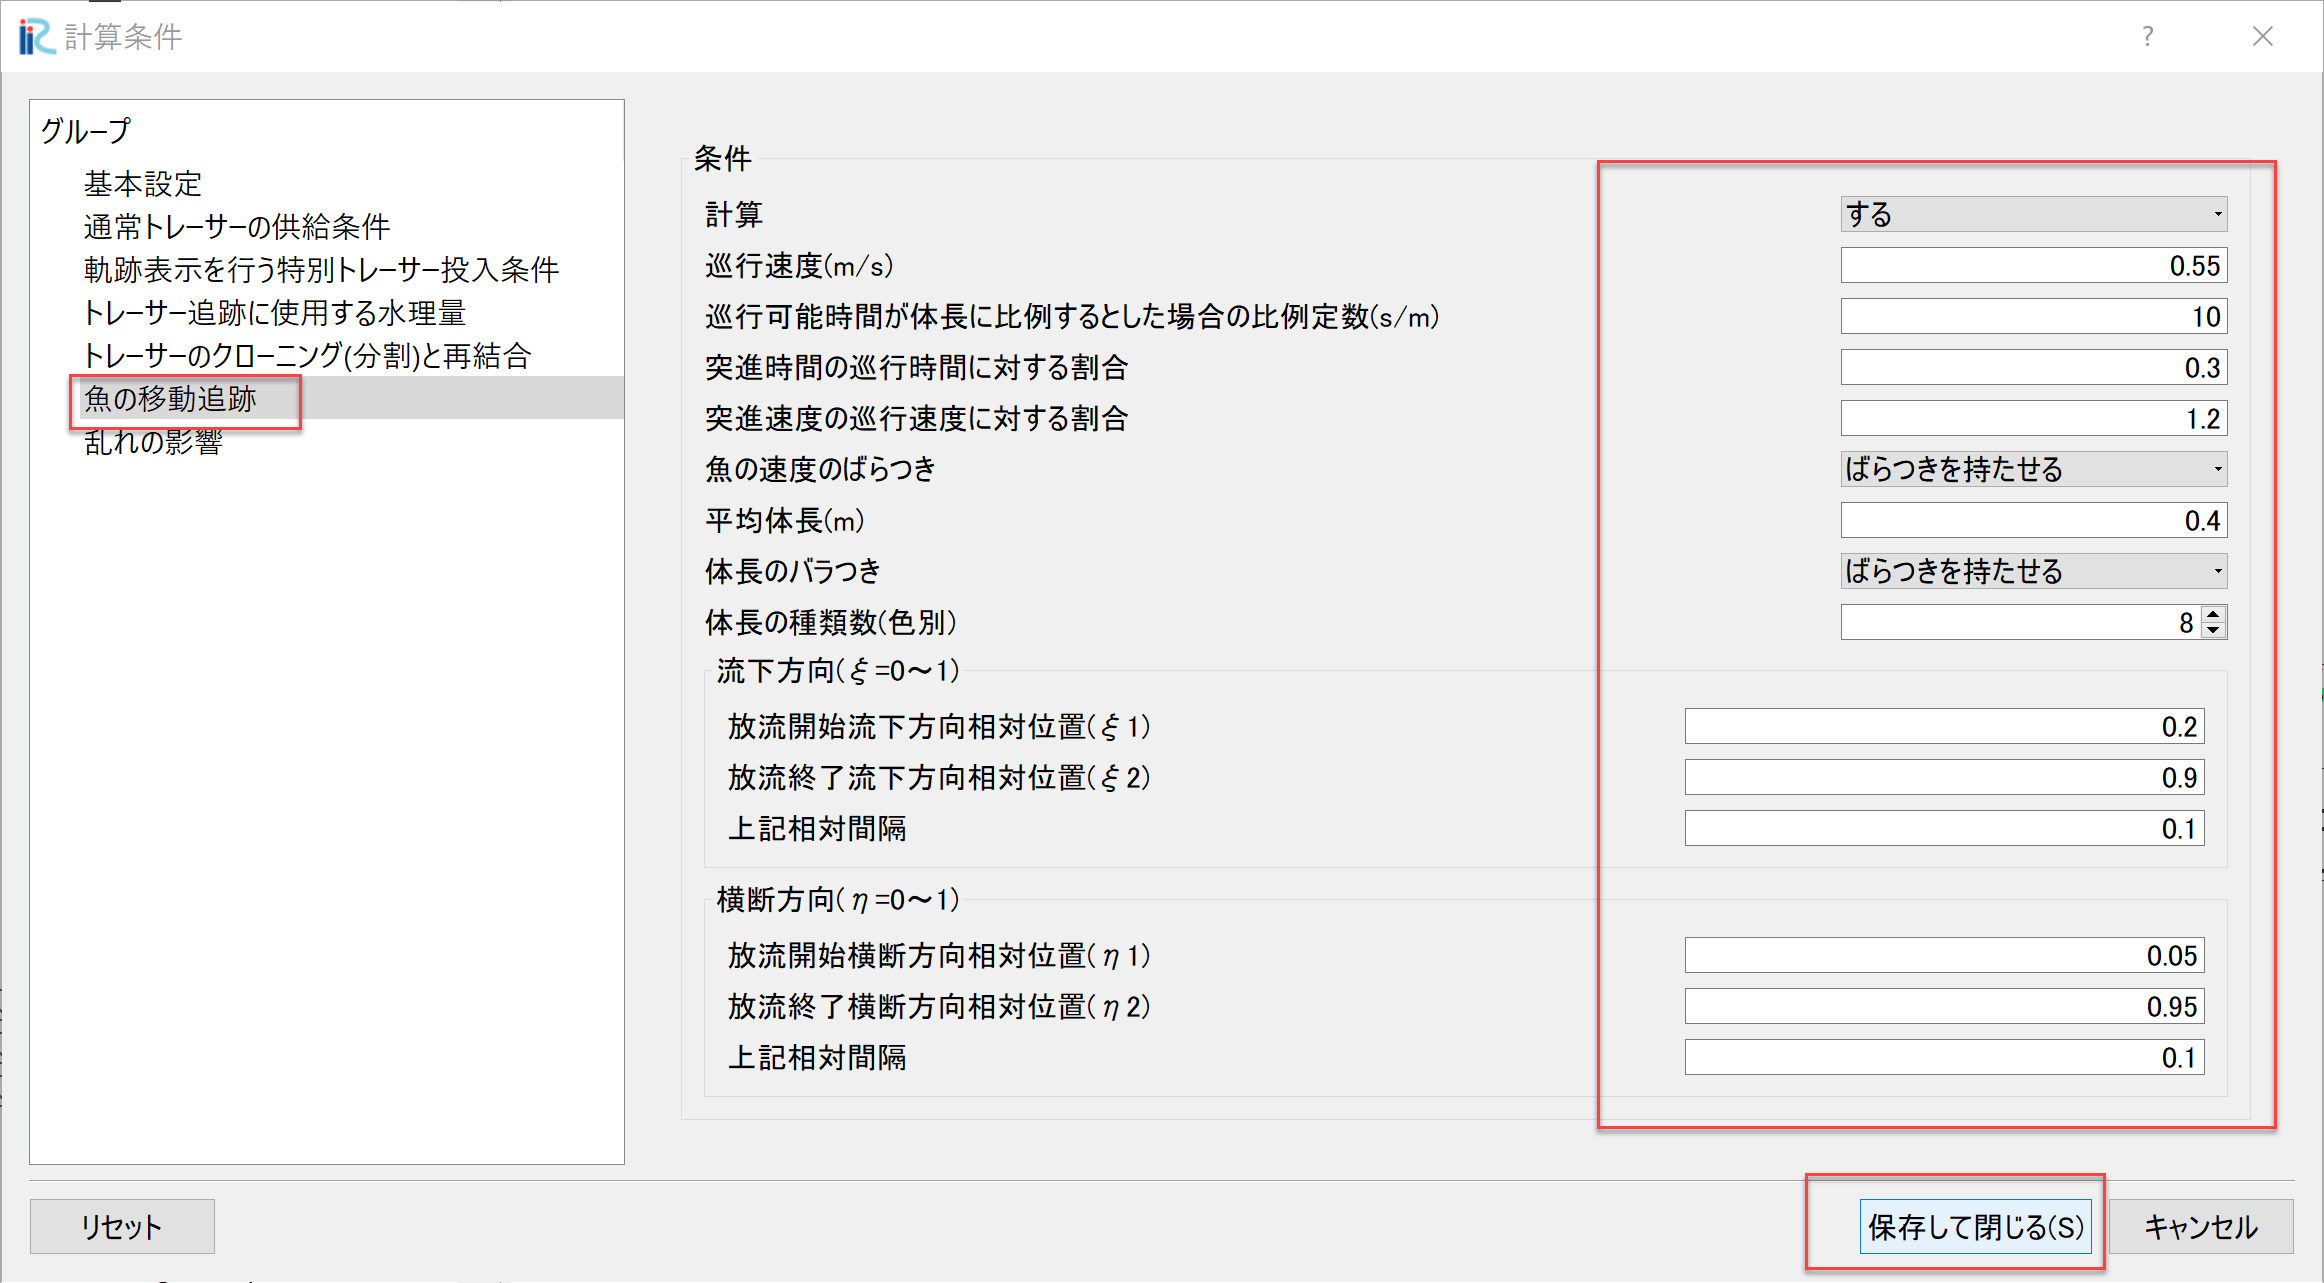 計算条件
?
グループ
基本設定
通常トレーサーの供給条件
軌跡表示を行う特別トレーサー投入条件
トレーサー追跡に使用する水理量
トレーサーのクローニング(分割)と再結合
魚の移動追跡
乱れの影響
条件
計算 する
巡行速度(m/s) 0.55
巡行可能時間が体長に比例するとした場合の比例定数(s/m) 10
突進時間の巡行時間に対する割合 0.3
突進速度の巡行速度に対する割合 1.2
魚の速度のばらつき ばらつきを持たせる
平均体長(m) 0.4
体長のバラつき ばらつきを持たせる
体長の種類数(色別) 8
流下方向(ξ=0～1)
放流開始流下方向相対位置(ξ1) 0.2
放流終了流下方向相対位置(ξ2) 0.9
上記相対間隔 0.1
横断方向(η=0～1)
放流開始横断方向相対位置(η1) 0.05
放流終了横断方向相対位置(η2) 0.95
上記相対間隔 0.1
リセット
保存して閉じる(S)
キャンセル